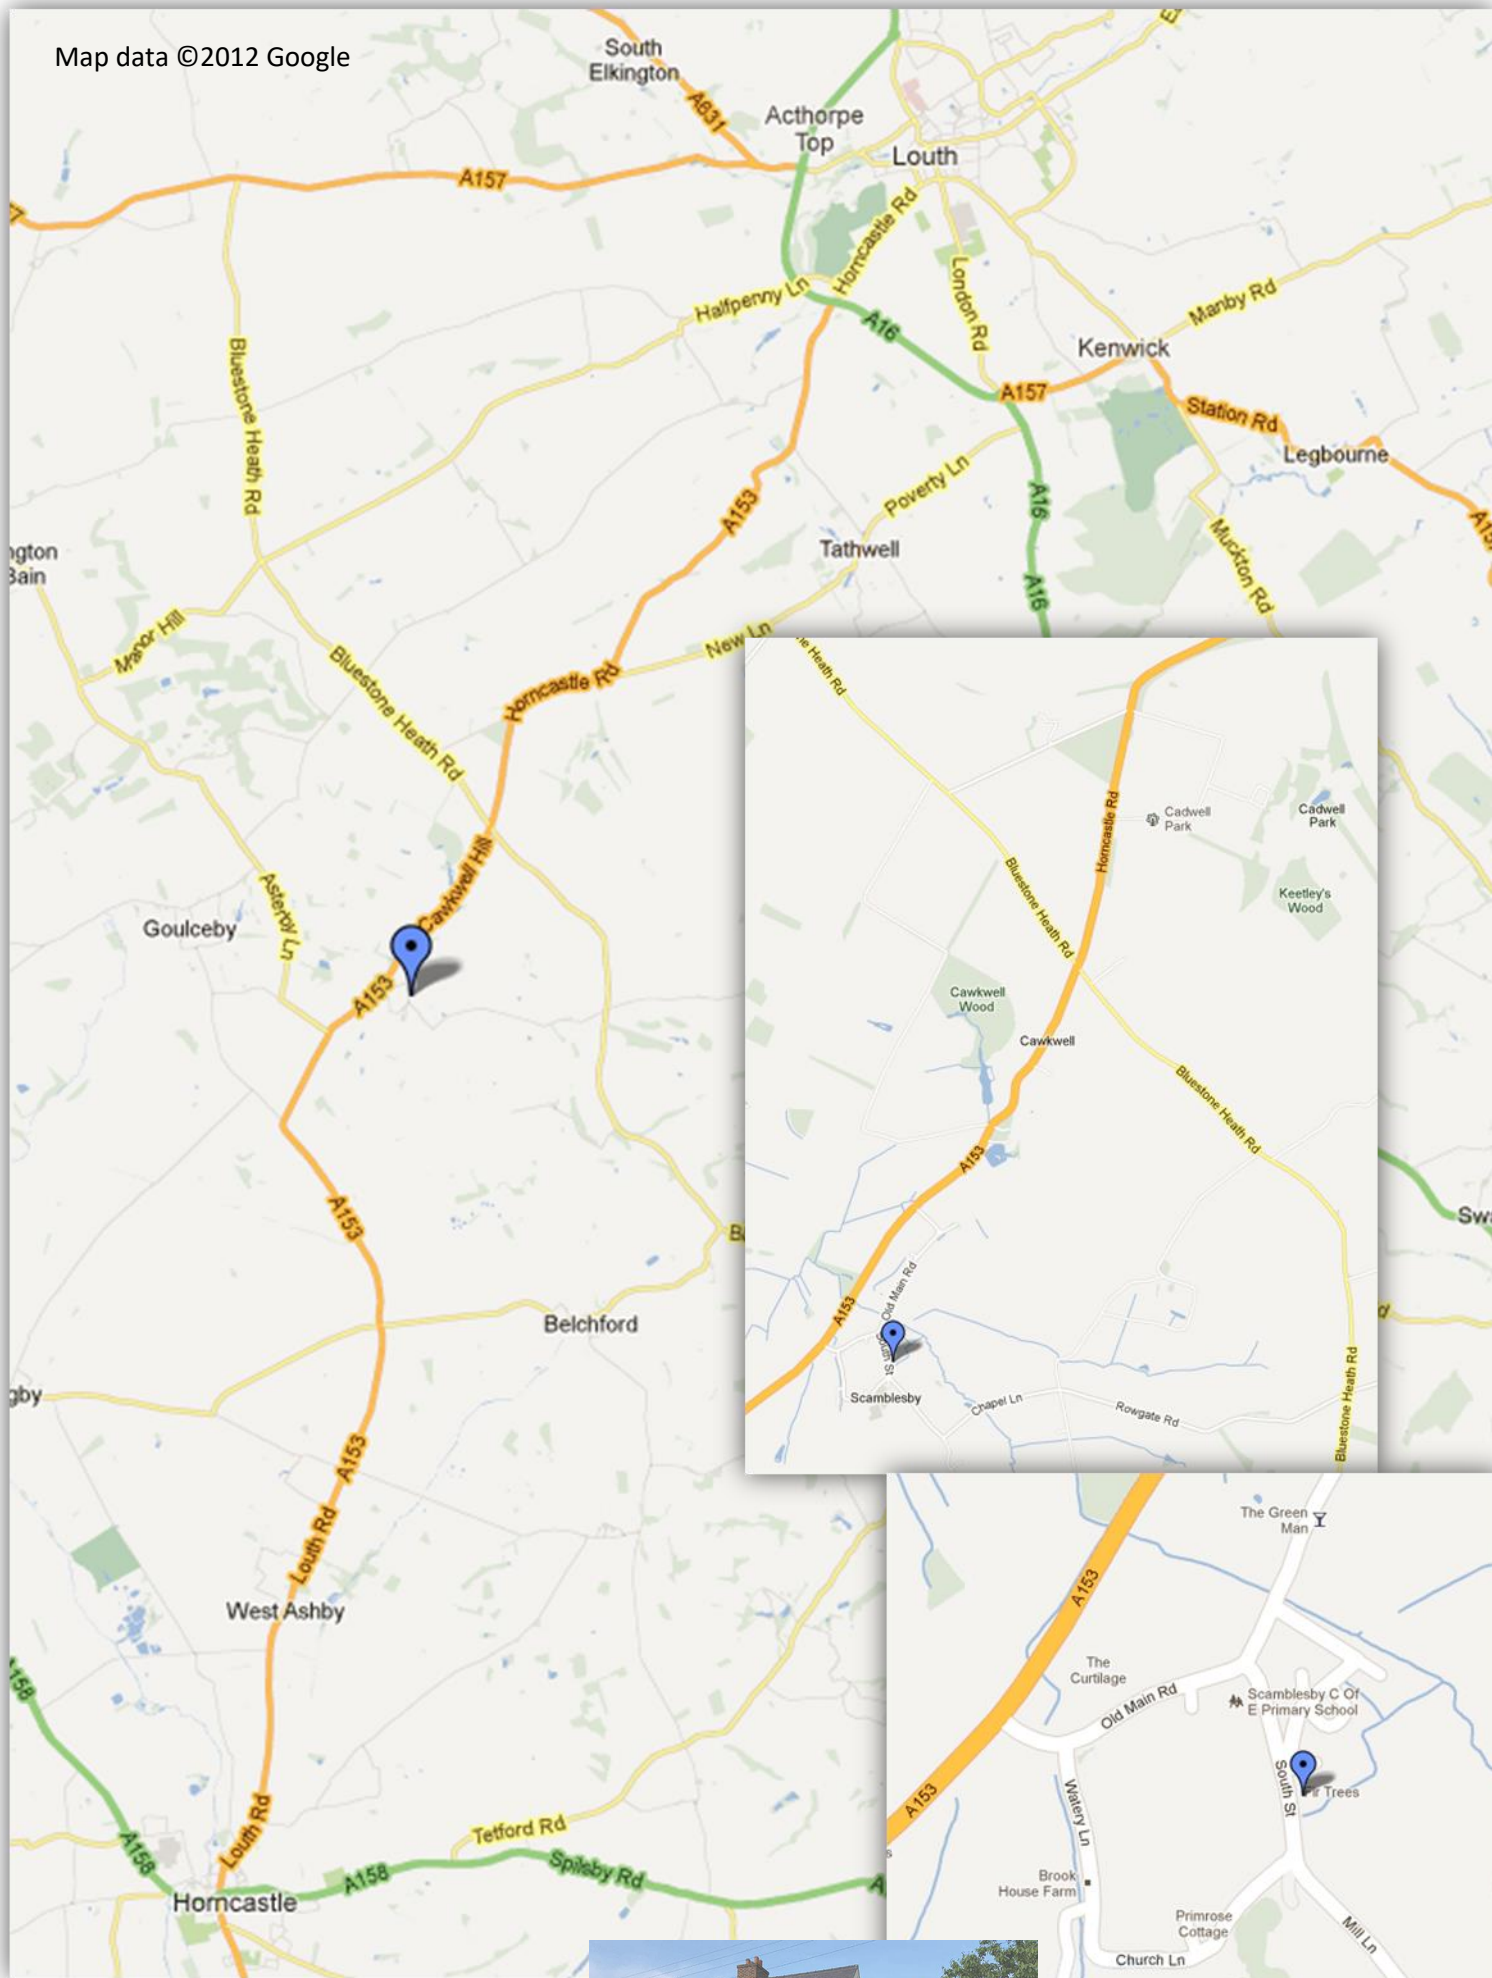 Map data ©2012 Google
South
Elkington
A631
Acthorpe
Top
Louth
A157
Horncastle Rd
Halfpenny Ln
A16
London Rd
Manby Rd
Kenwick
A157
Station Rd
Legbourne
Bluestone Heath Rd
A153
Poverty Ln
A16
Tathwell
Muckton Rd
A16
Manor Hill
New Ln
Bluestone Heath Rd
Horncastle Rd
Cawkwell Hill
Asterby Ln
Goulceby
A153
A153
Belchford
A153
Louth Rd
West Ashby
A158
Louth Rd
A158
Horncastle
A158
Tetford Rd
Spilsby Rd
Heath Rd
Horncastle Rd
Cadwell
Park
Cadwell
Park
Keetley's
Wood
Bluestone Heath Rd
Cawkwell
Wood
Cawkwell
Bluestone Heath Rd
A153
Old Main Rd
A153
South St
Scamblesby
Chapel Ln
Rowgate Rd
Bluestone Heath Rd
The Green
Man
A153
The
Curtilage
Old Main Rd
Scamblesby C Of
E Primary School
South St
Fir Trees
A153
Watery Ln
Brook
House Farm
Primrose
Cottage
Mill Ln
Church Ln